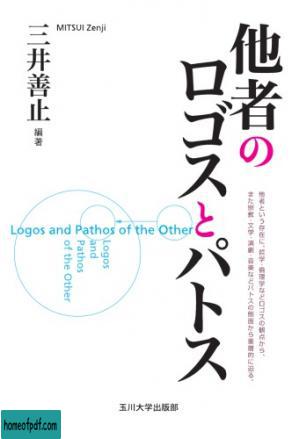 他者の
ロゴスとパトス
MITSUI Zenji
三井善止
編著
Logos and Pathos of the Other
Logos
and
Pathos
of the Other
他者という存在に、哲学・倫理学などロゴスの観点から、
また宗教・文学・演劇・音楽などパトスの側面から重層的に迫る。
玉川大学出版部
homeofpdf.com